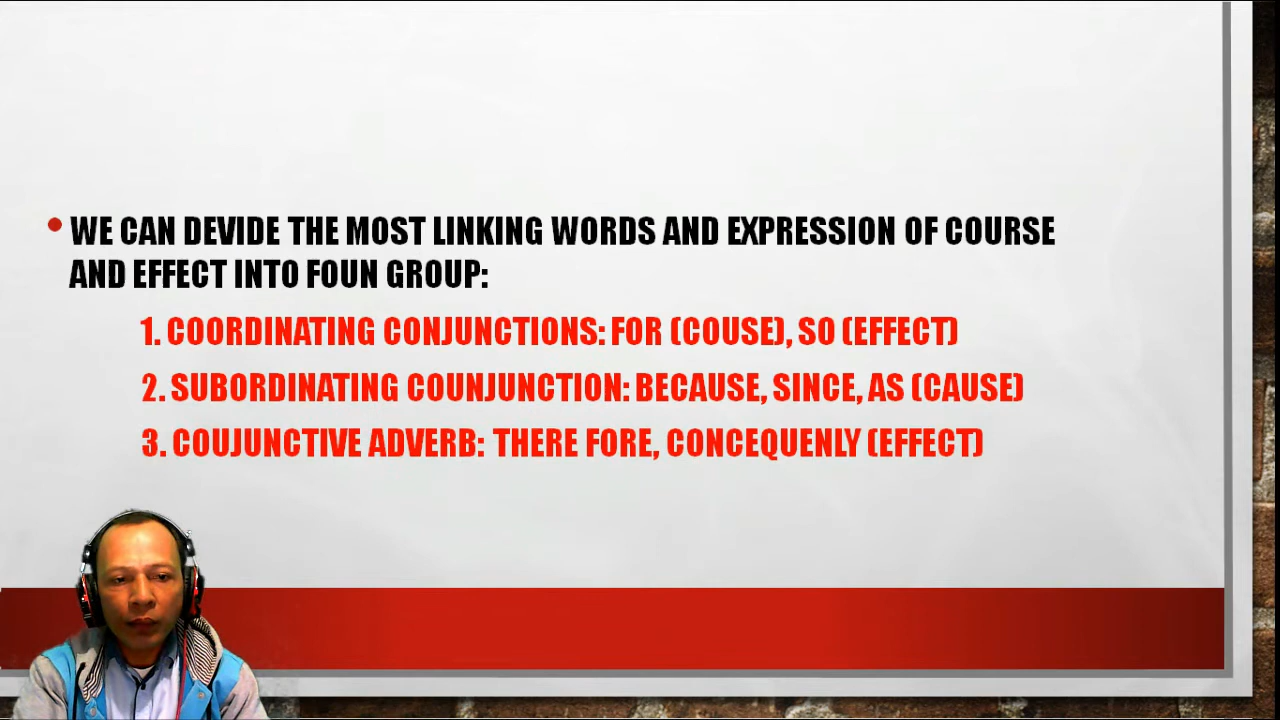 • WE CAN DEVIDE THE MOST LINKING WORDS AND EXPRESSION OF COURSE
AND EFFECT INTO FOUN GROUP:
1. COORDINATING CONJUNCTIONS: FOR (COUSE), SO (EFFECT)
2. SUBORDINATING COUNJUNCTION: BECAUSE, SINCE, AS (CAUSE)
3. COUJUNCTIVE ADVERB: THERE FORE, CONCEQUENLY (EFFECT)